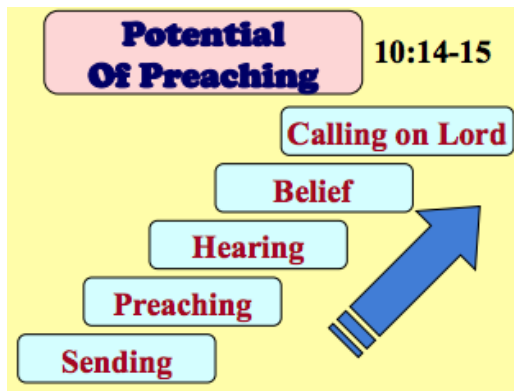 Potential
Of Preaching
10:14-15
Calling on Lord
Belief
Hearing
Preaching
Sending